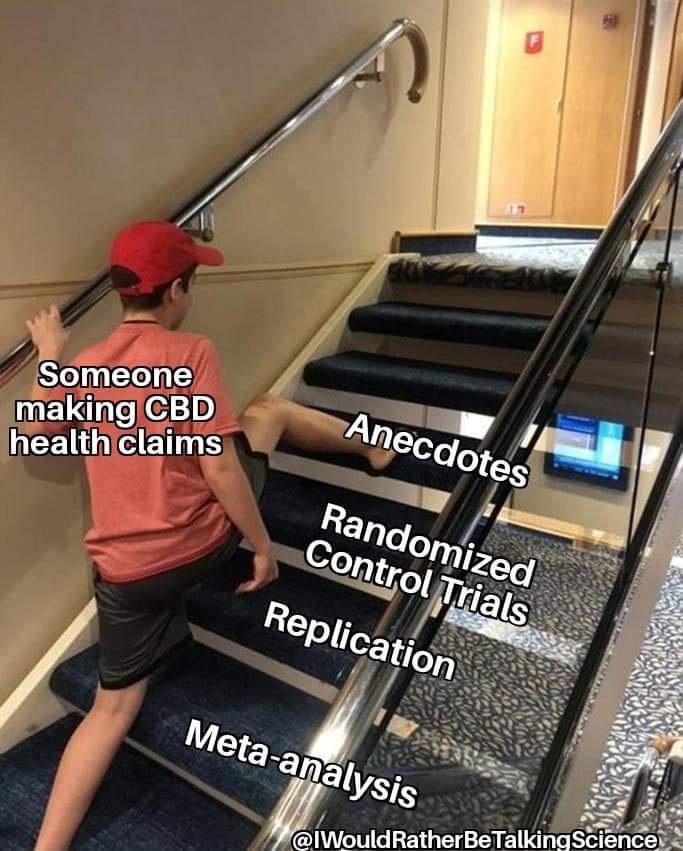 Someone
making CBD
health claims
Anecdotes
Randomized
Control Trials
Replication
Meta-analysis
@IWouldRatherBeTalkingScience
F